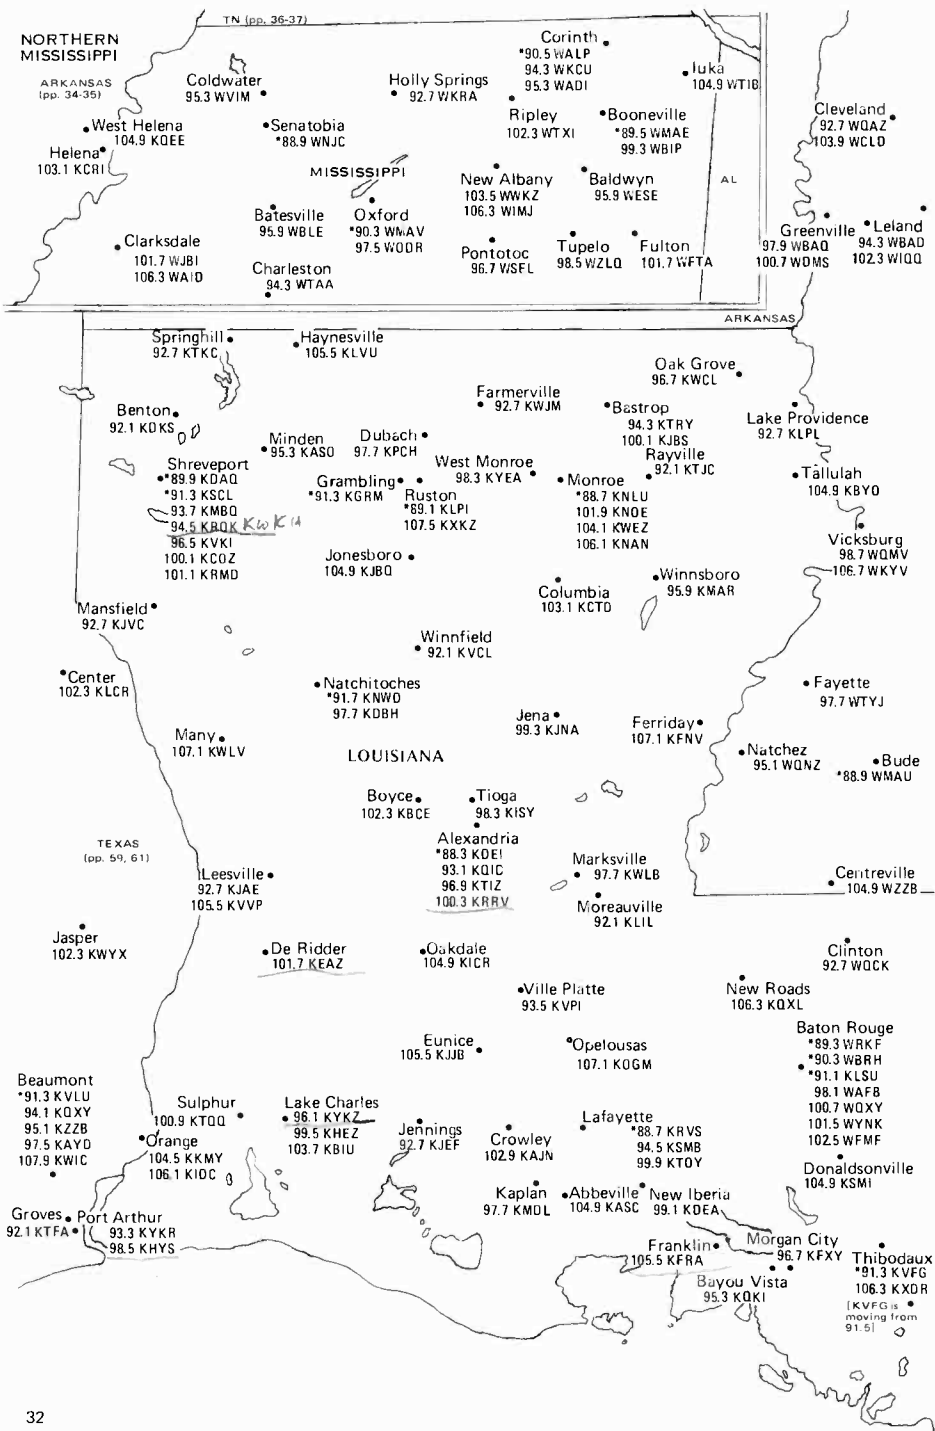 TN (pp. 36-37)
NORTHERN
MISSISSIPPI
ARKANSAS
(pp. 34-35)
Corinth
*90.5 WALP
94.3 WKCU
95.3 WADI
Iuka
104.9 WTIB
Coldwater
95.3 WVIM
Holly Springs
92.7 WKRA
Ripley
102.3 WTXI
Booneville
*89.5 WMAE
99.3 WBIP
Cleveland
92.7 WQAZ
103.9 WCLD
West Helena
104.9 KQEE
Helena
103.1 KCRI
Senatobia
*88.9 WNJC
MISSISSIPPI
New Albany
103.5 WWKZ
106.3 WIMJ
Baldwyn
95.9 WESE
AL
Batesville
95.9 WBLE
Oxford
*90.3 WMAV
97.5 WOOR
Clarksdale
101.7 WJBI
106.3 WAID
Charleston
94.3 WTAA
Pontotoc
96.7 WSFL
Tupelo
98.5 WZLQ
Fulton
101.7 WFTA
Greenville
97.9 WBAQ
100.7 WDMS
Leland
94.3 WBAD
102.3 WIQQ
ARKANSAS
Springhill
92.7 KTKC
Haynesville
105.5 KLVU
Oak Grove
96.7 KWCL
Farmerville
92.7 KWJM
Bastrop
94.3 KTRY
100.1 KJBS
Lake Providence
92.7 KLPL
Benton
92.1 KDKS
Minden
95.3 KASO
Dubach
97.7 KPCH
West Monroe
98.3 KYEA
Rayville
92.1 KTJC
Shreveport
*89.9 KDAQ
*91.3 KSCL
93.7 KMBQ
94.5 KROK KWKH
96.5 KVKI
100.1 KCOZ
101.1 KRMD
Grambling
*91.3 KGRM
Ruston
*89.1 KLPI
107.5 KXKZ
Monroe
*88.7 KNLU
101.9 KNOE
104.1 KWEZ
106.1 KNAN
Tallulah
104.9 KBYO
Vicksburg
98.7 WQMV
106.7 WKYV
Jonesboro
104.9 KJBQ
Columbia
103.1 KCTO
Winnsboro
95.9 KMAR
Mansfield
92.7 KJVC
Winnfield
92.1 KVCL
Center
102.3 KLCR
Natchitoches
*91.7 KNWD
97.7 KDBH
Fayette
97.7 WTYJ
Many
107.1 KWLV
Jena
99.3 KJNA
Ferriday
107.1 KFNV
Natchez
95.1 WQNZ
Bude
*88.9 WMAU
LOUISIANA
Boyce
102.3 KBCE
Tioga
98.3 KISY
TEXAS
(pp. 59, 61)
Alexandria
*88.3 KDEI
93.1 KQIC
96.9 KTIZ
100.3 KRRV
Leesville
92.7 KJAE
105.5 KVVP
Marksville
97.7 KWLB
Moreauville
92.1 KLIL
Centreville
104.9 WZZB
Jasper
102.3 KWYX
De Ridder
101.7 KEAZ
Oakdale
104.9 KICR
Clinton
92.7 WQCK
Ville Platte
93.5 KVPI
New Roads
106.3 KQXL
Eunice
105.5 KJJB
Opelousas
107.1 KOGM
Baton Rouge
*89.3 WRKF
*90.3 WBRH
*91.1 KLSU
98.1 WAFB
100.7 WQXY
101.5 WYNK
102.5 WFMF
Beaumont
*91.3 KVLU
94.1 KQXY
95.1 KZZB
97.5 KAYD
107.9 KWIC
Sulphur
100.9 KTQQ
Orange
104.5 KKMY
106.1 KIOC
Lake Charles
96.1 KYKZ
99.5 KHEZ
103.7 KBIU
Jennings
92.7 KJEF
Crowley
102.9 KAJN
Lafayette
*88.7 KRVS
94.5 KSMB
99.9 KTDY
Donaldsonville
104.9 KSMI
Kaplan
97.7 KMDL
Abbeville
104.9 KASC
New Iberia
99.1 KDEA
Groves
92.1 KTFA
Port Arthur
93.3 KYKR
98.5 KHYS
Franklin
105.5 KFRA
Morgan City
96.7 KFXY
Bayou Vista
95.3 KQKI
Thibodaux
*91.3 KVFG
106.3 KXOR
[KVFG is
moving from
91.5]
32